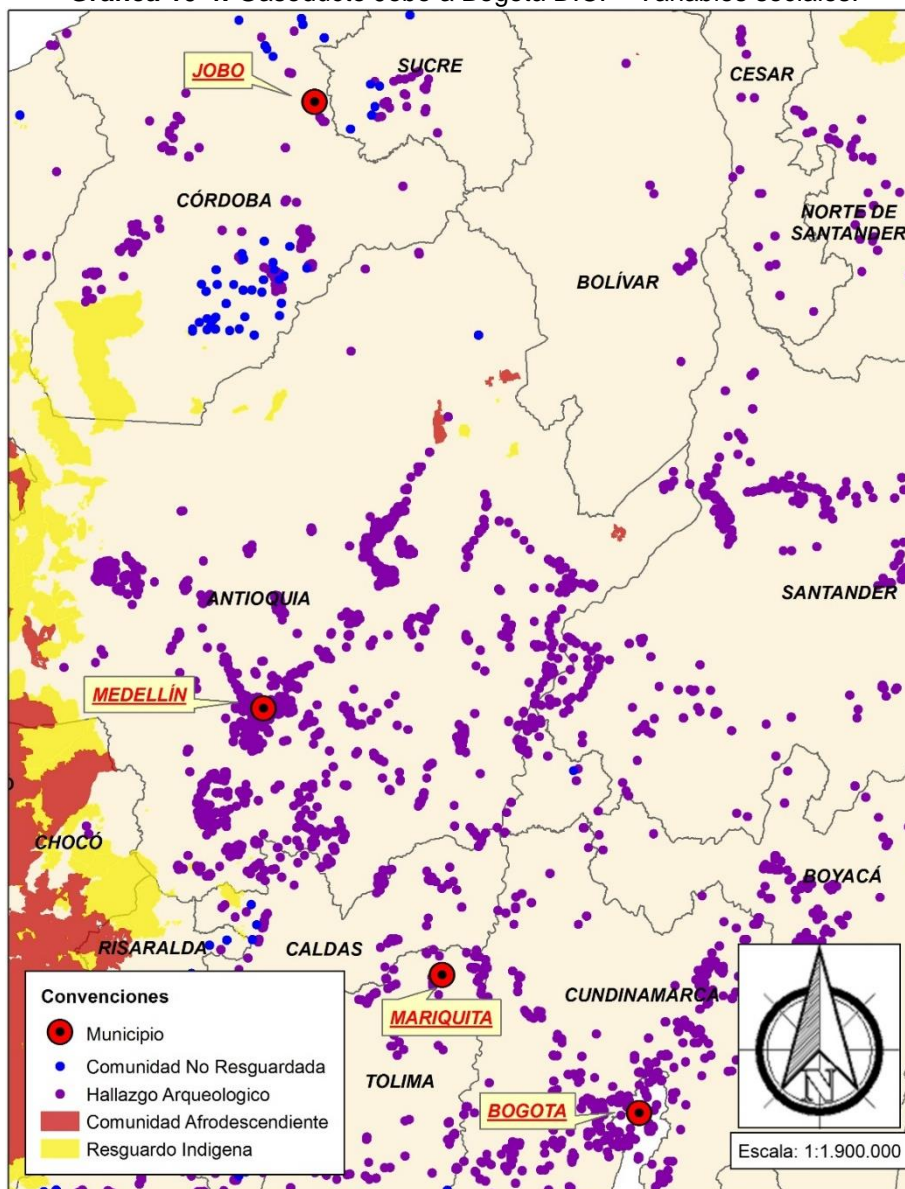 JOBO
SUCRE
CESAR
CÓRDOBA
NORTE DE
SANTANDER
BOLÍVAR
ANTIOQUIA
SANTANDER
MEDELLÍN
CHOCÓ
BOYACÁ
RISARALDA
CALDAS
CUNDINAMARCA
MARIQUITA
TOLIMA
BOGOTA
Convenciones
Municipio
Comunidad No Resguardada
Hallazgo Arqueologico
Comunidad Afrodescendiente
Resguardo Indigena
N
Escala: 1:1.900.000